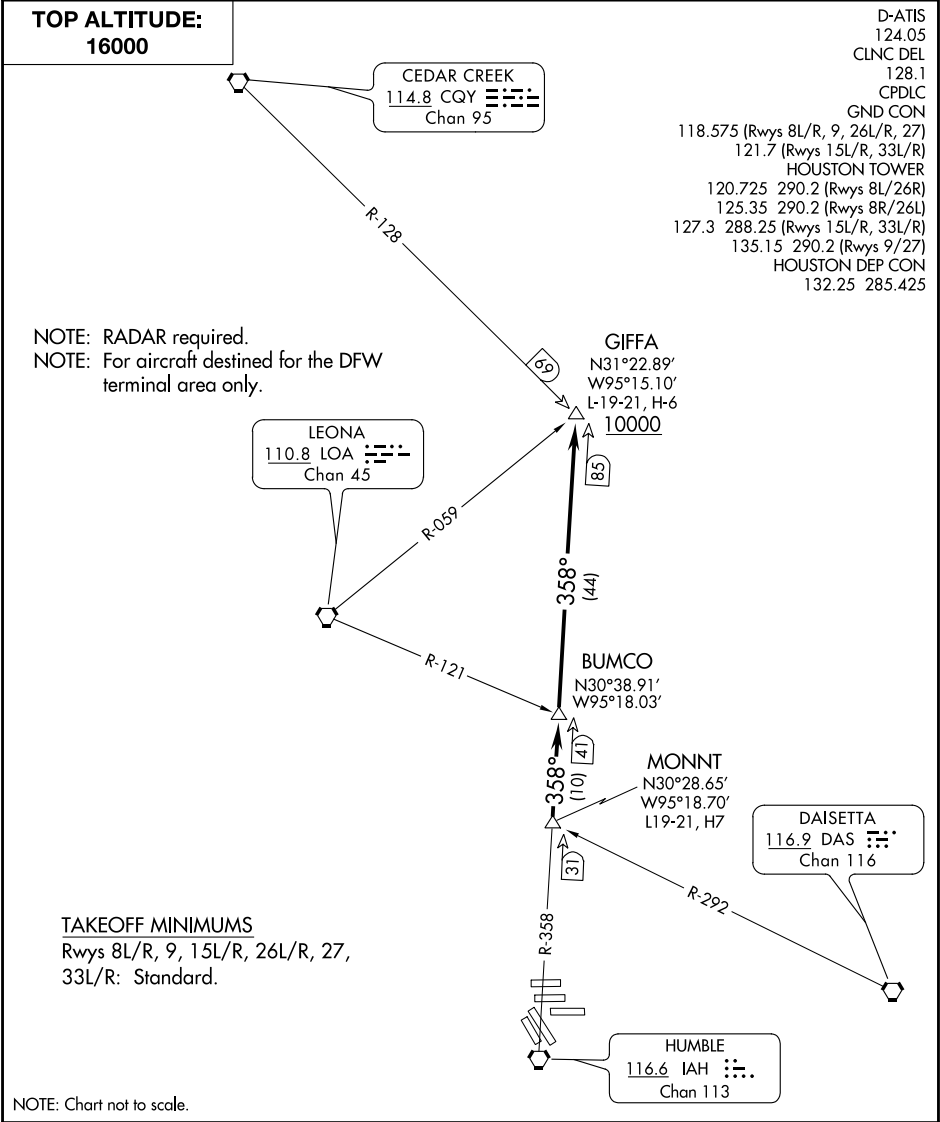 TOP ALTITUDE:
16000
D-ATIS
124.05
CLNC DEL
128.1
CPDLC
GND CON
118.575 (Rwys 8L/R, 9, 26L/R, 27)
121.7 (Rwys 15L/R, 33L/R)
HOUSTON TOWER
120.725 290.2 (Rwys 8L/26R)
125.35 290.2 (Rwys 8R/26L)
127.3 288.25 (Rwys 15L/R, 33L/R)
135.15 290.2 (Rwys 9/27)
HOUSTON DEP CON
132.25 285.425
CEDAR CREEK
114.8 CQY
Chan 95
R-128
NOTE: RADAR required.
NOTE: For aircraft destined for the DFW
terminal area only.
69
GIFFA
N31°22.89'
W95°15.10'
L-19-21, H-6
10000
85
LEONA
110.8 LOA
Chan 45
R-059
358°
(44)
R-121
BUMCO
N30°38.91'
W95°18.03'
41
358°
(10)
MONNT
N30°28.65'
W95°18.70'
L19-21, H7
31
DAISETTA
116.9 DAS
Chan 116
R-292
R-358
TAKEOFF MINIMUMS
Rwys 8L/R, 9, 15L/R, 26L/R, 27,
33L/R: Standard.
HUMBLE
116.6 IAH
Chan 113
NOTE: Chart not to scale.